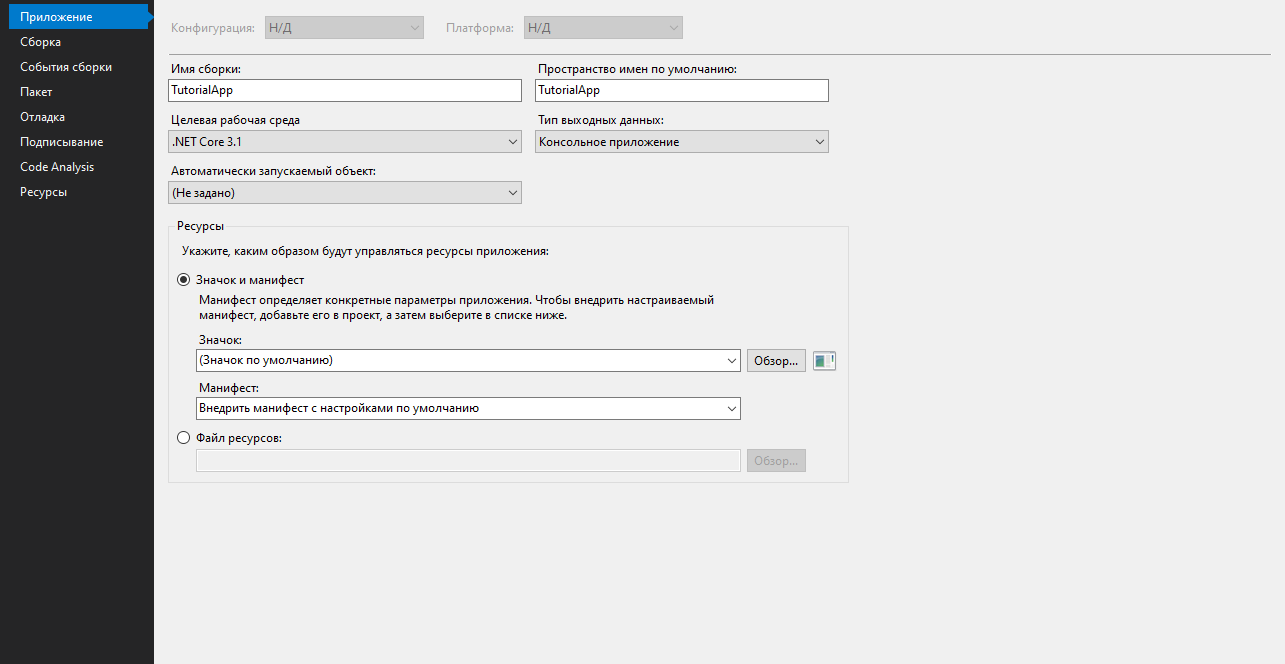 Приложение
Сборка
События сборки
Пакет
Отладка
Подписывание
Code Analysis
Ресурсы
Конфигурация: Н/Д Платформа: Н/Д
Имя сборки: Пространство имен по умолчанию:
TutorialApp TutorialApp
Целевая рабочая среда Тип выходных данных:
.NET Core 3.1 Консольное приложение
Автоматически запускаемый объект:
(Не задано)
Ресурсы
Укажите, каким образом будут управляться ресурсы приложения:
Значок и манифест
Манифест определяет конкретные параметры приложения. Чтобы внедрить настраиваемый
манифест, добавьте его в проект, а затем выберите в списке ниже.
Значок:
(Значок по умолчанию) Обзор...
Манифест:
Внедрить манифест с настройками по умолчанию
Файл ресурсов:
Обзор...